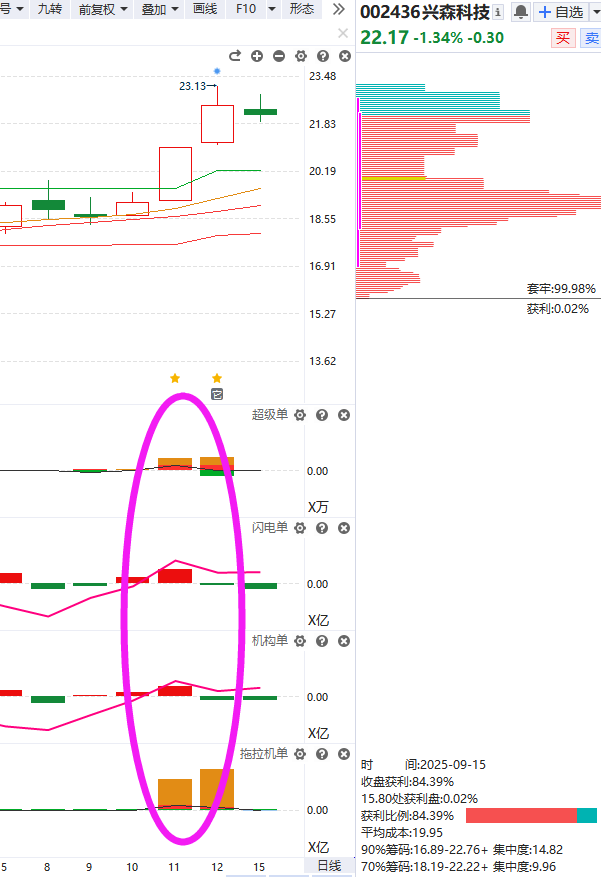 号 九转 前复权 叠加 画线 F10 形态
002436兴森科技 自选
22.17 -1.34% -0.30 买 卖
23.13
23.48
21.83
20.19
18.55
16.91
15.27
13.62
套牢:99.98%
获利:0.02%
超级单
0.00
X万
闪电单
0.00
X亿
机构单
0.00
X亿
拖拉机单
0.00
X亿
5 8 9 10 11 12 15 日线
时 间:2025-09-15
收盘获利:84.39%
15.80处获利盘:0.02%
获利比例:84.39%
平均成本:19.95
90%筹码:16.89-22.76+ 集中度:14.82
70%筹码:18.19-22.22+ 集中度:9.96